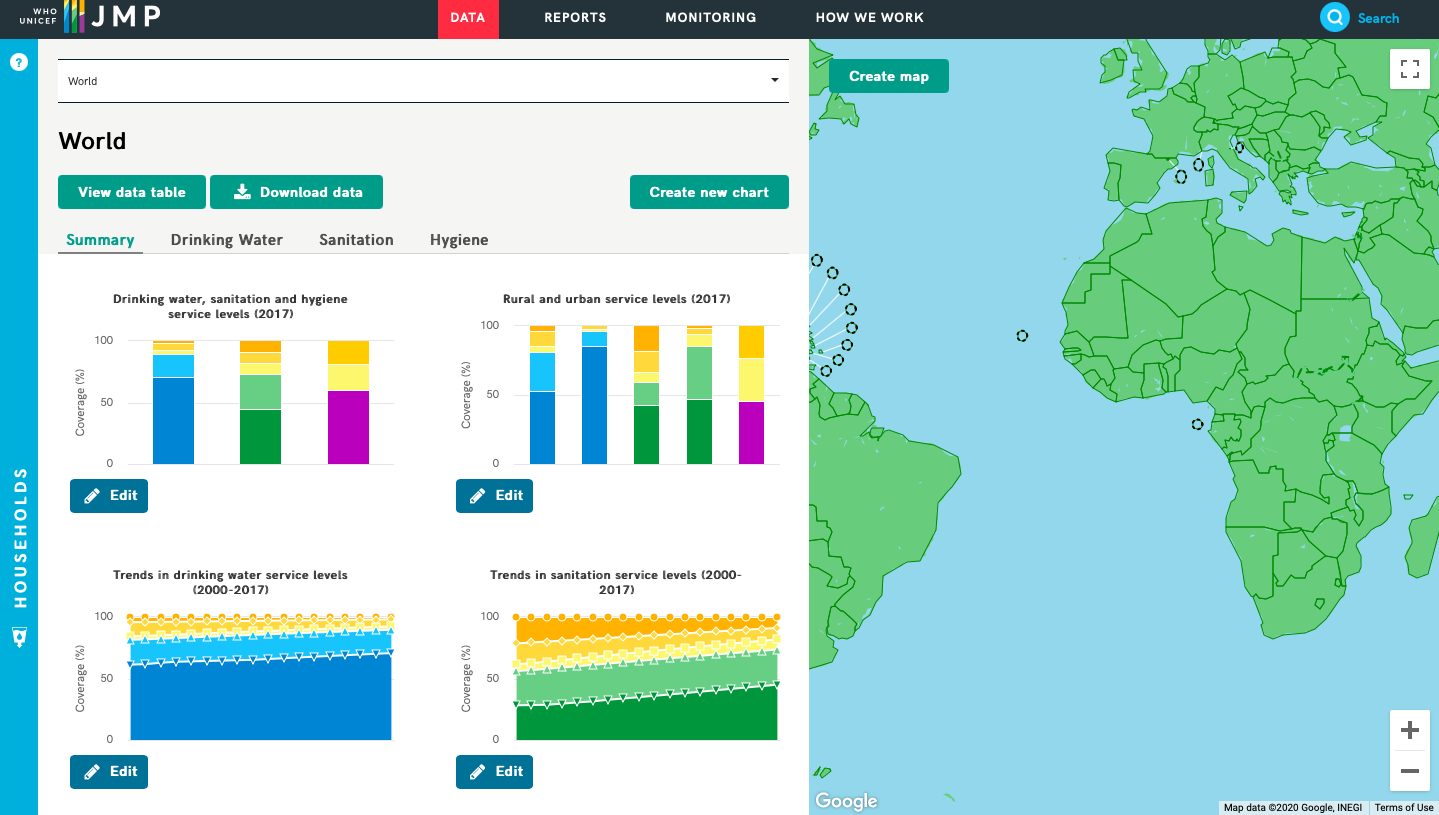 WHO
UNICEF
JMP
DATA
REPORTS
MONITORING
HOW WE WORK
Search
?
HOUSEHOLDS
World
World
View data table
Download data
Create new chart
Summary
Drinking Water
Sanitation
Hygiene
Drinking water, sanitation and hygiene
service levels (2017)
Coverage (%)
100
50
0
Edit
Rural and urban service levels (2017)
Coverage (%)
100
50
0
Edit
Trends in drinking water service levels
(2000-2017)
Coverage (%)
100
50
0
Edit
Trends in sanitation service levels (2000-
2017)
Coverage (%)
100
50
0
Edit
Create map
Google
Map data ©2020 Google, INEGI
Terms of Use